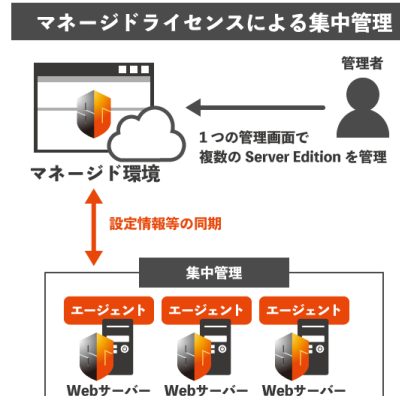 マネージドライセンスによる集中管理
管理者
1つの管理画面で
複数の Server Edition を管理
マネージド環境
設定情報等の同期
集中管理
エージェント エージェント エージェント
Webサーバー Webサーバー Webサーバー